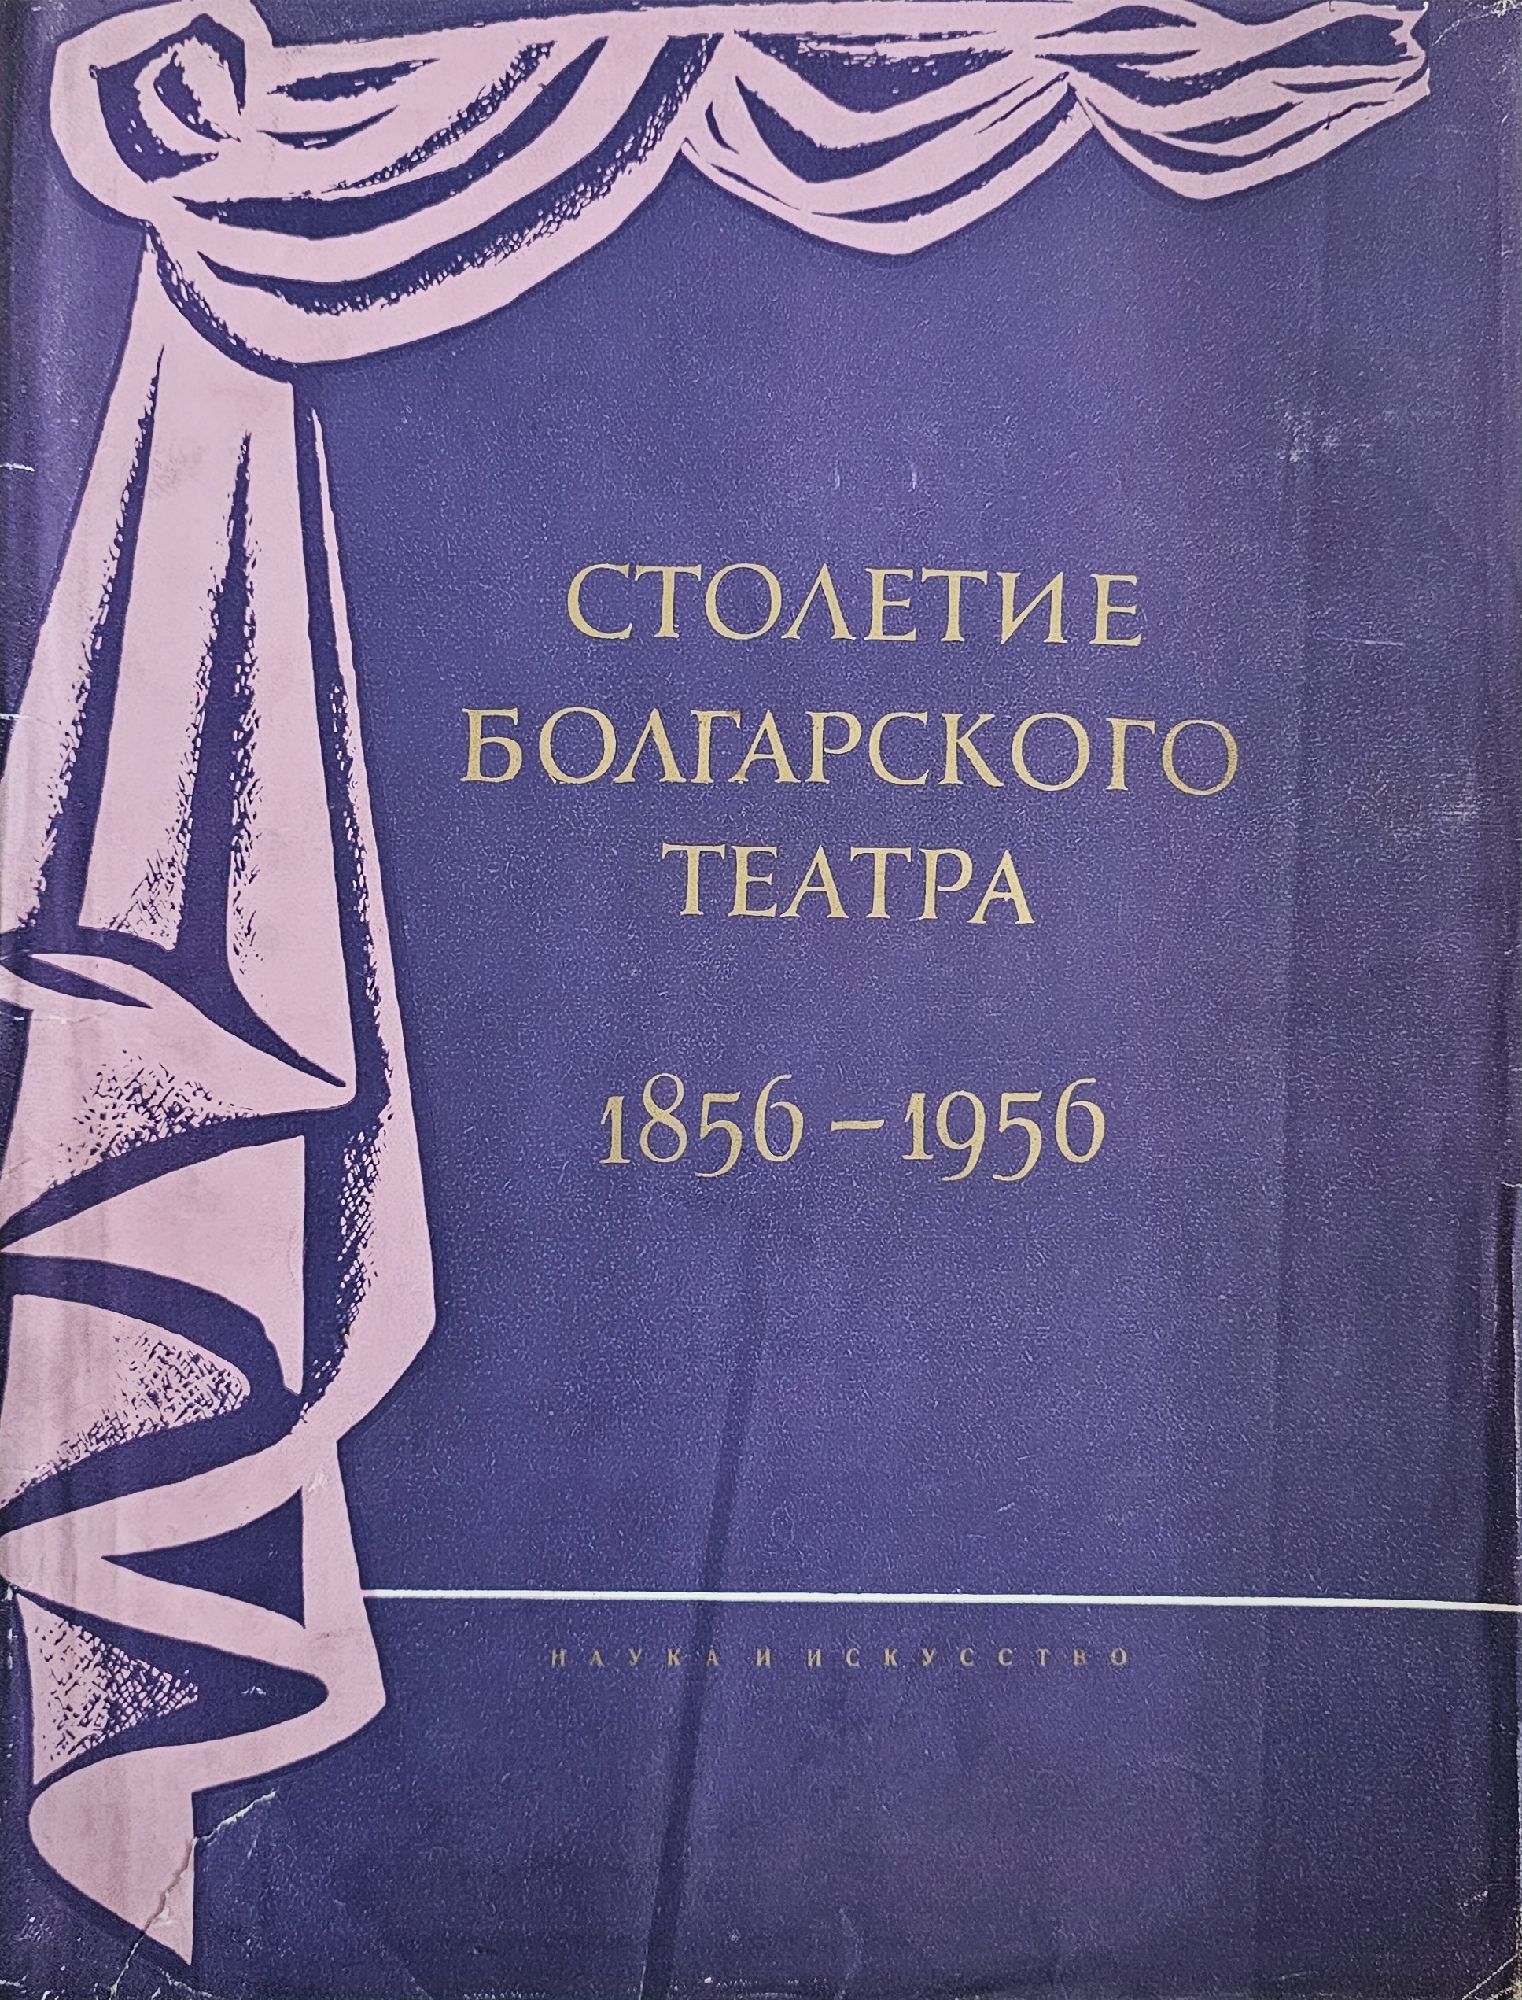 СТОЛЕТИЕ
БОЛГАРСКОГО
ТЕАТРА
1856–1956
НАУКА И ИСКУССТВО